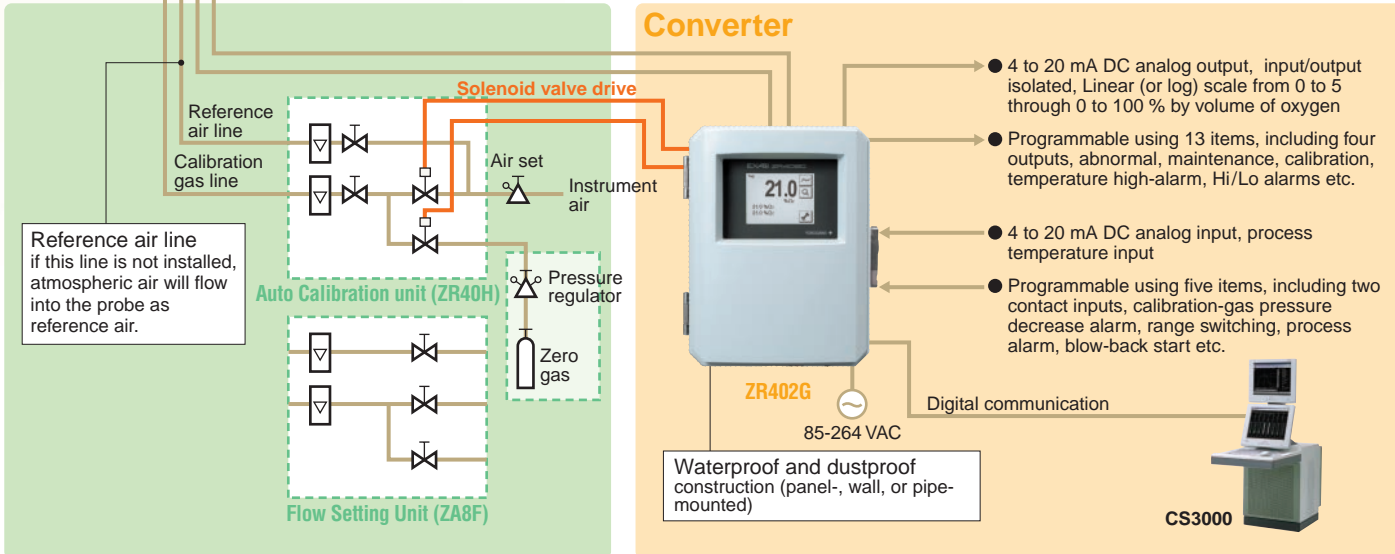 Converter
Solenoid valve drive
Reference
air line
Calibration
gas line
Air set
Instrument
air
Reference air line
if this line is not installed,
atmospheric air will flow
into the probe as
reference air.
Auto Calibration unit (ZR40H)
Pressure
regulator
Zero
gas
Flow Setting Unit (ZA8F)
● 4 to 20 mA DC analog output, input/output
isolated, Linear (or log) scale from 0 to 5
through 0 to 100 % by volume of oxygen
● Programmable using 13 items, including four
outputs, abnormal, maintenance, calibration,
temperature high-alarm, Hi/Lo alarms etc.
● 4 to 20 mA DC analog input, process
temperature input
● Programmable using five items, including two
contact inputs, calibration-gas pressure
decrease alarm, range switching, process
alarm, blow-back start etc.
21.0
ZR402G
85-264 VAC
Digital communication
Waterproof and dustproof
construction (panel-, wall, or pipe-
mounted)
CS3000